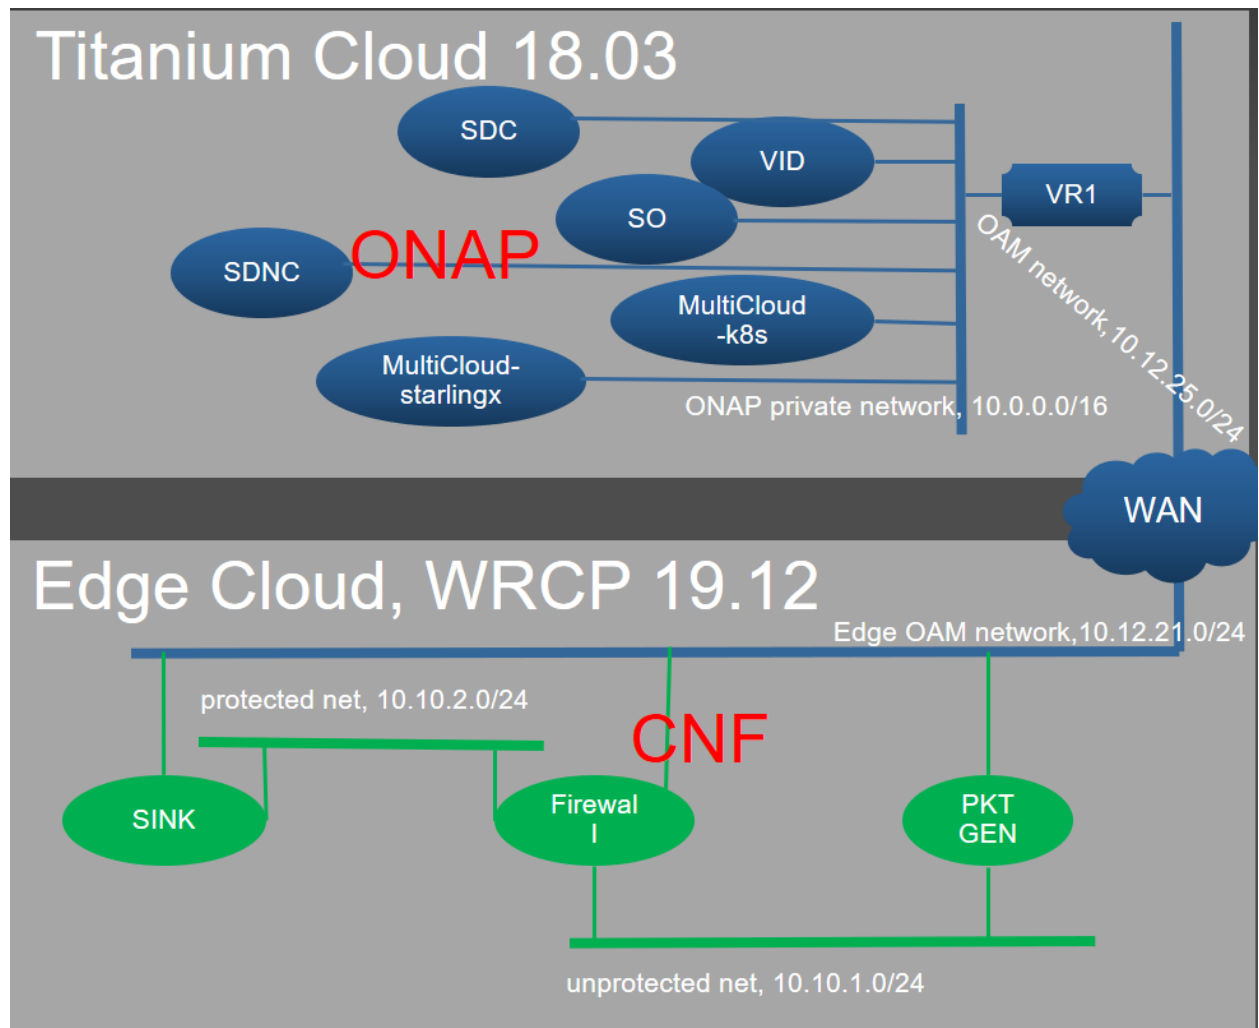 Titanium Cloud 18.03
SDC
VID
VR1
SO
OAM network, 10.12.25.0/24
ONAP
SDNC
MultiCloud
-k8s
MultiCloud-
starlingx
ONAP private network, 10.0.0.0/16
WAN
Edge Cloud, WRCP 19.12
Edge OAM network,10.12.21.0/24
protected net, 10.10.2.0/24
CNF
SINK
Firewal
l
PKT
GEN
unprotected net, 10.10.1.0/24